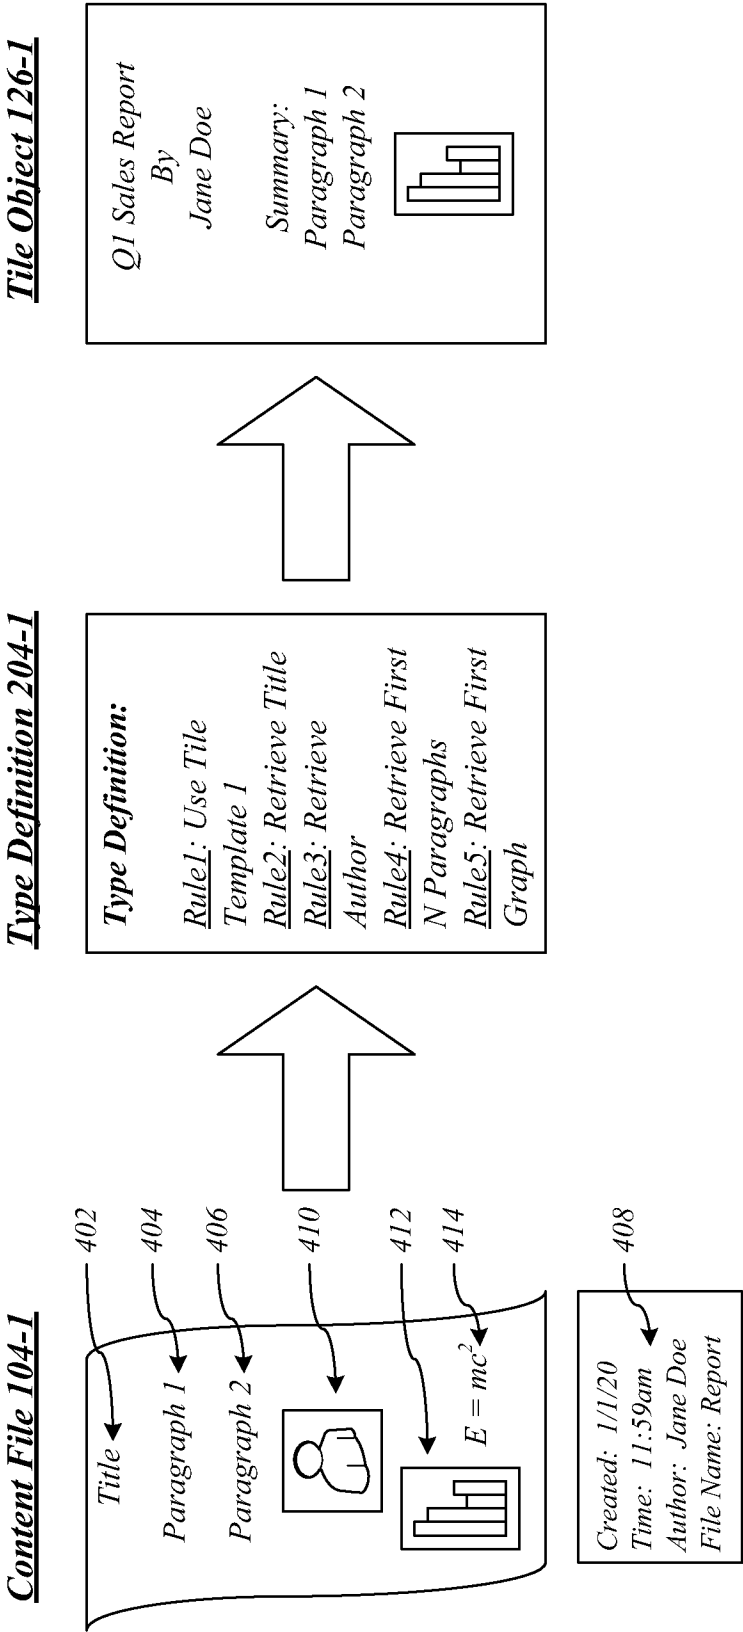 Content File 104-1
Title
Paragraph 1
Paragraph 2
E = mc²
402
404
406
410
412
414
408
Created: 1/1/20
Time: 11:59am
Author: Jane Doe
File Name: Report
Type Definition 204-1
Type Definition:
Rule1: Use Tile
Template 1
Rule2: Retrieve Title
Rule3: Retrieve
Author
Rule4: Retrieve First
N Paragraphs
Rule5: Retrieve First
Graph
Tile Object 126-1
Q1 Sales Report
By
Jane Doe
Summary:
Paragraph 1
Paragraph 2